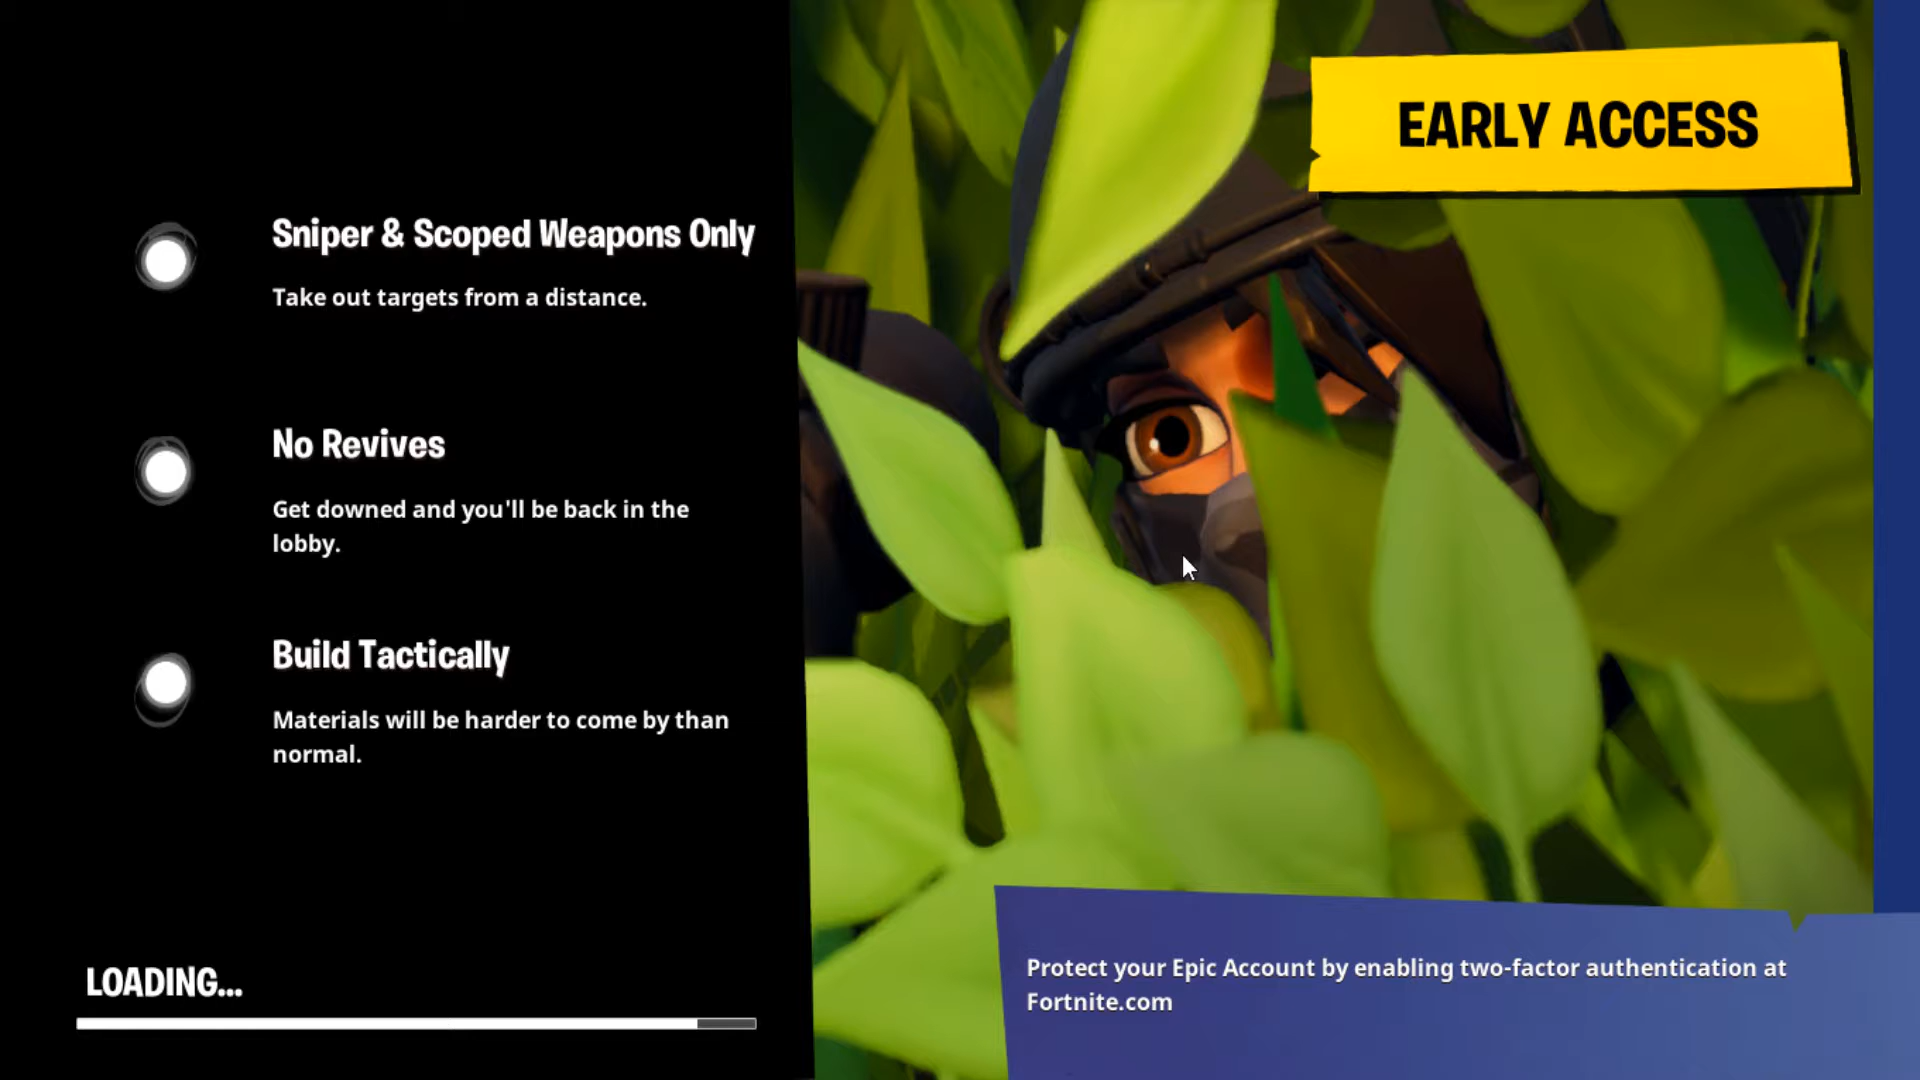 EARLY ACCESS
Sniper & Scoped Weapons Only
Take out targets from a distance.
No Revives
Get downed and you'll be back in the
lobby.
Build Tactically
Materials will be harder to come by than
normal.
LOADING...
Protect your Epic Account by enabling two-factor authentication at
Fortnite.com